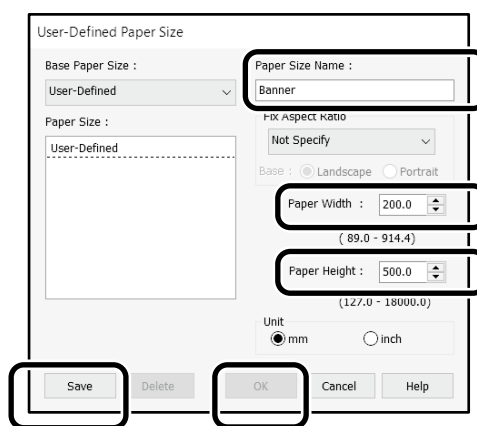 User-Defined Paper Size
Base Paper Size :
User-Defined
Paper Size Name :
Banner
Paper Size :
User-Defined
Fix Aspect Ratio
Not Specify
Base : Landscape Portrait
Paper Width : 200.0
( 89.0 - 914.4)
Paper Height : 500.0
(127.0 - 18000.0)
Unit
mm inch
Save Delete OK Cancel Help